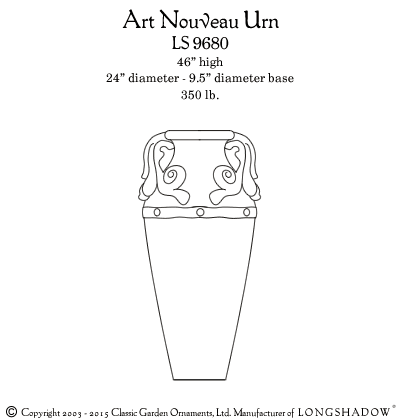 Art Nouveau Urn
LS 9680
46” high
24” diameter - 9.5” diameter base
350 lb.
© Copyright 2003 - 2015 Classic Garden Ornaments, Ltd. Manufacturer of LONGSHADOW®